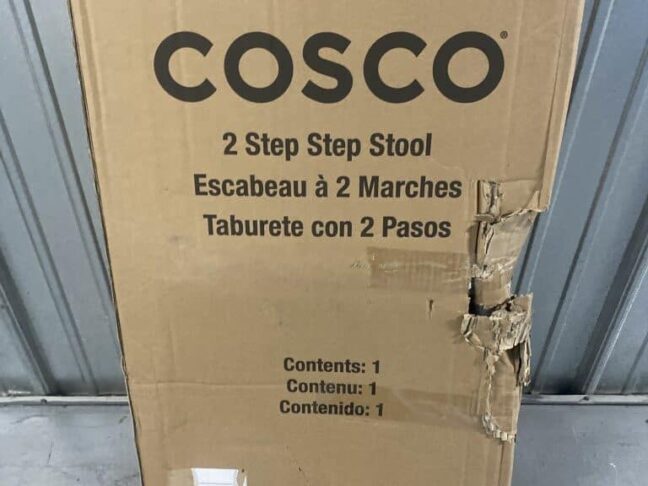 COSCO®
2 Step Step Stool
Escabeau à 2 Marches
Taburete con 2 Pasos
Contents: 1
Contenu: 1
Contenido: 1